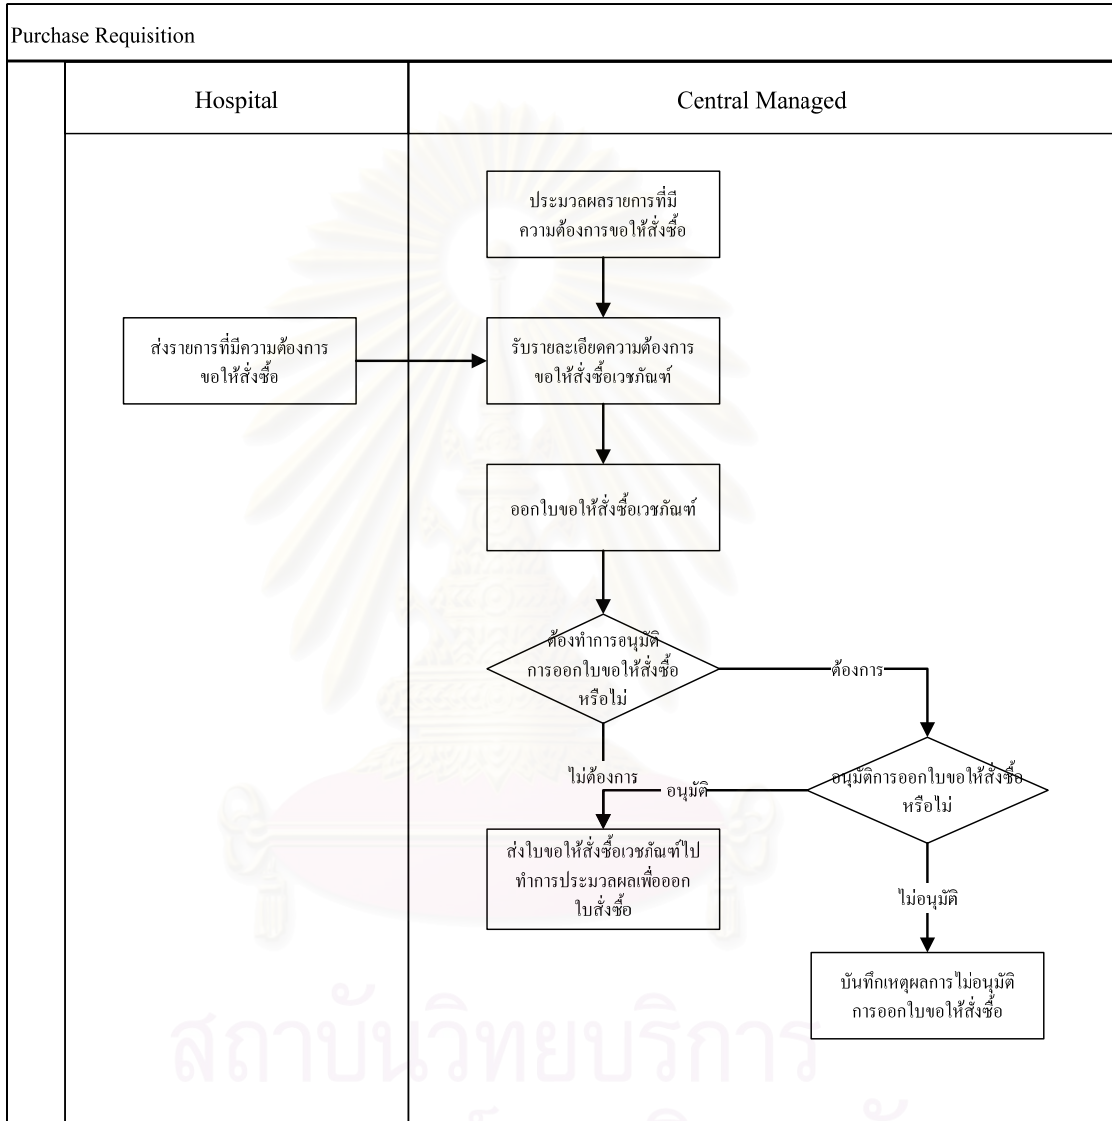 Purchase Requisition
Hospital
Central Managed
ประมวลผลรายการที่มี
ความต้องการขอให้สั่งซื้อ
ส่งรายการที่มีความต้องการ
ขอให้สั่งซื้อ
รับรายละเอียดความต้องการ
ขอให้สั่งซื้อเวชภัณฑ์
ออกใบขอให้สั่งซื้อเวชภัณฑ์
ต้องทำการอนุมัติ
การออกใบขอให้สั่งซื้อ
หรือไม่
ต้องการ
ไม่ต้องการ
อนุมัติ
อนุมัติการออกใบขอให้สั่งซื้อ
หรือไม่
ส่งใบขอให้สั่งซื้อเวชภัณฑ์ไป
ทำการประมวลผลเพื่อออก
ใบสั่งซื้อ
ไม่อนุมัติ
บันทึกเหตุผลการไม่อนุมัติ
การออกใบขอให้สั่งซื้อ
สถาบันวิทยบริการ